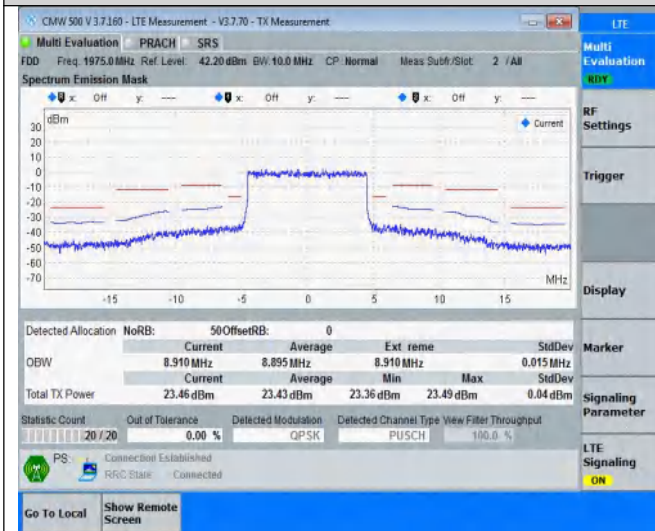 CMW 500 V 3.7.160 - LTE Measurement - V3.7.70 - TX Measurement
LTE
Multi Evaluation PRACH SRS
FDD Freq: 1975.0 MHz Ref. Level: 42.20 dBm BW: 10.0 MHz CP: Normal Meas Subfr/Slot: 2 /All
Multi Evaluation
RDY
Spectrum Emission Mask
x: Off y: --- x: Off y: --- x: Off y: ---
dBm
Current
30
20
10
0
-10
-20
-30
-40
-50
-60
-70
MHz
-15 -10 -5 0 5 10 15
RF Settings
Trigger
Display
Marker
Signaling Parameter
LTE Signaling
ON
Detected Allocation NoRB: 50 OffsetRB: 0
Current Average Ext reme StdDev
OBW 8.910 MHz 8.895 MHz 8.910 MHz 0.015 MHz
Current Average Min Max StdDev
Total TX Power 23.46 dBm 23.43 dBm 23.36 dBm 23.49 dBm 0.04 dBm
Statistic Count Out of Tolerance Detected Modulation Detected Channel Type View Filter Throughput
20 / 20 0.00 % QPSK PUSCH 100.0 %
PS: Connection Established
RRC State: Connected
Go To Local Show Remote Screen